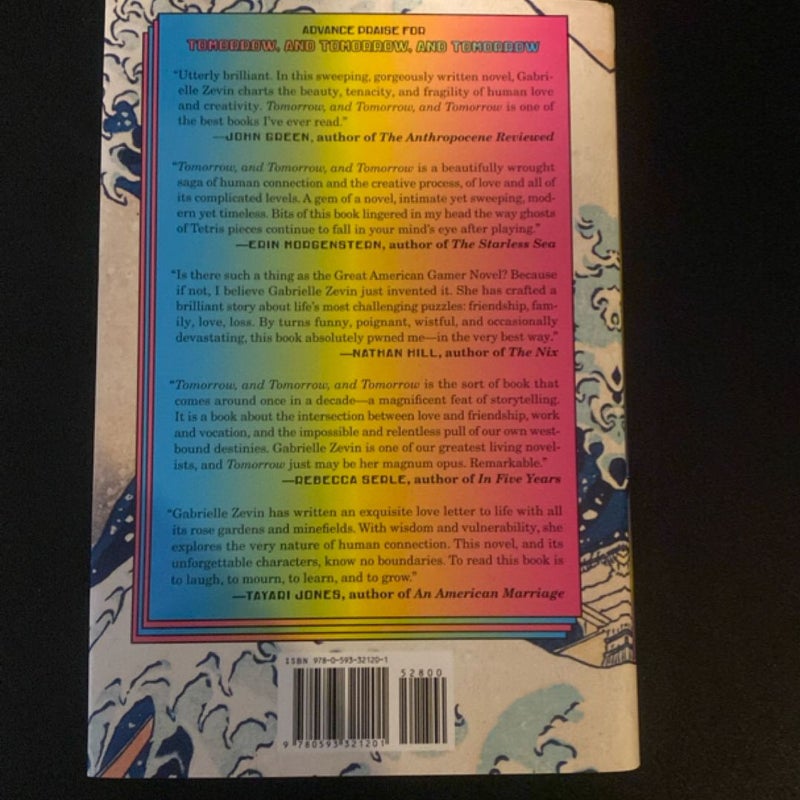 ADVANCE PRAISE FOR
TOMORROW, AND TOMORROW, AND TOMORROW
“Utterly brilliant. In this sweeping, gorgeously written novel, Gabri-
elle Zevin charts the beauty, tenacity, and fragility of human love
and creativity. Tomorrow, and Tomorrow, and Tomorrow is one of
the best books I’ve ever read.”
—JOHN GREEN, author of The Anthropocene Reviewed
“Tomorrow, and Tomorrow, and Tomorrow is a beautifully wrought
saga of human connection and the creative process, of love and all of
its complicated levels. A gem of a novel, intimate yet sweeping, mod-
ern yet timeless. Bits of this book lingered in my head the way ghosts
of Tetris pieces continue to fall in your mind’s eye after playing.”
—ERIN MORGENSTERN, author of The Starless Sea
“Is there such a thing as the Great American Gamer Novel? Because
if not, I believe Gabrielle Zevin just invented it. She has crafted a
brilliant story about life’s most challenging puzzles: friendship, fam-
ily, love, loss. By turns funny, poignant, wistful, and occasionally
devastating, this book absolutely pwned me—in the very best way.”
—NATHAN HILL, author of The Nix
“Tomorrow, and Tomorrow, and Tomorrow is the sort of book that
comes around once in a decade—a magnificent feat of storytelling.
It is a book about the intersection between love and friendship, work
and vocation, and the impossible and relentless pull of our own west-
bound destinies. Gabrielle Zevin is one of our greatest living novel-
ists, and Tomorrow just may be her magnum opus. Remarkable.”
—REBECCA SERLE, author of In Five Years
“Gabrielle Zevin has written an exquisite love letter to life with all
its rose gardens and minefields. With wisdom and vulnerability, she
explores the very nature of human connection. This novel, and its
unforgettable characters, know no boundaries. To read this book is
to laugh, to mourn, to learn, and to grow.”
—TAYARI JONES, author of An American Marriage
ISBN 978-0-593-32120-1
52800
9 780593 321201